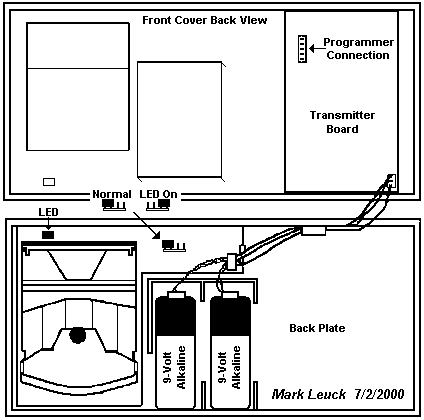 Front Cover Back View
Programmer
Connection
Transmitter
Board
Normal LED On
LED
9-Volt
Alkaline
9-Volt
Alkaline
Back Plate
Mark Leuck 7/2/2000